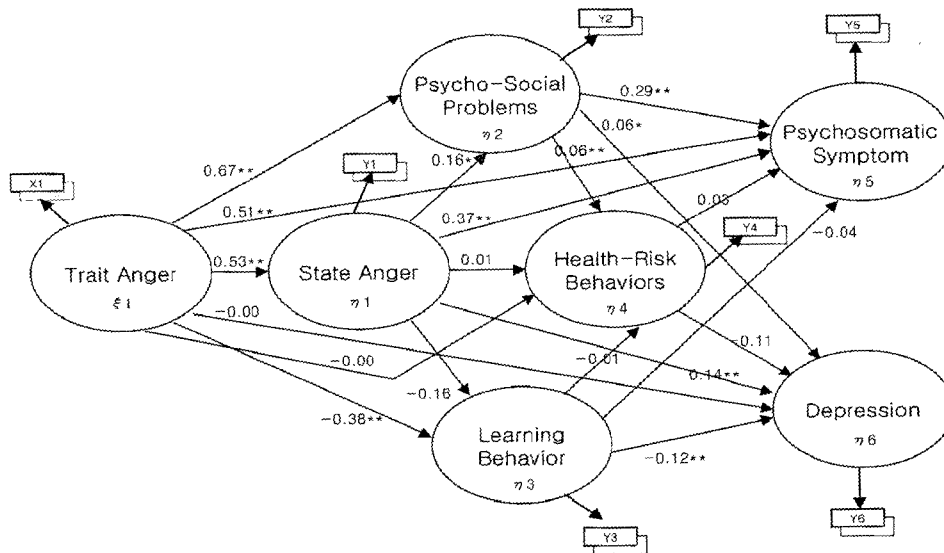 Y2
Y5
Psycho-Social
Problems
η2
0.29**
0.06*
Psychosomatic
Symptom
η5
0.67**
Y1
0.16*
0.06**
X1
0.51**
0.37**
0.03
Y4
-0.04
Trait Anger
ξ1
0.53**
State Anger
η1
0.01
Health-Risk
Behaviors
η4
-0.00
-0.00
-0.11
-0.01
0.14**
-0.16
-0.38**
Learning
Behavior
η3
-0.12**
Depression
η6
Y3
Y6